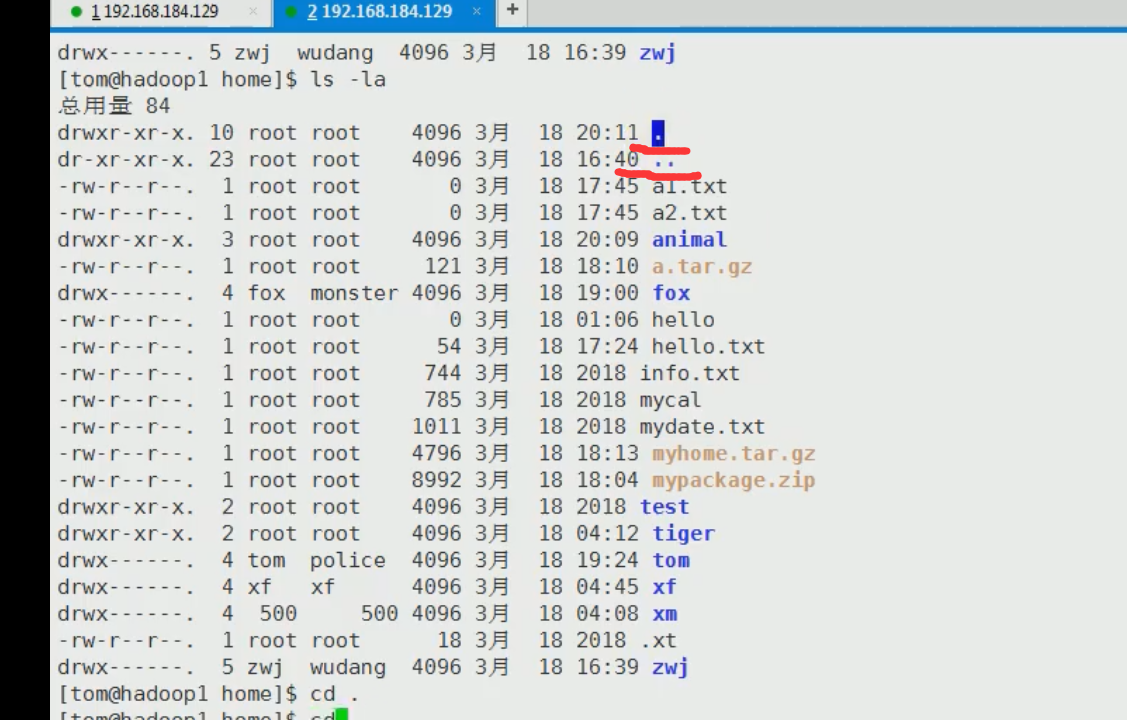 1 192.168.184.129 × 2 192.168.184.129 × +
drwx------. 5 zwj wudang 4096 3月 18 16:39 zwj
[tom@hadoop1 home]$ ls -la
总用量 84
drwxr-xr-x. 10 root root 4096 3月 18 20:11 .
dr-xr-xr-x. 23 root root 4096 3月 18 16:40 ..
-rw-r--r--. 1 root root 0 3月 18 17:45 a1.txt
-rw-r--r--. 1 root root 0 3月 18 17:45 a2.txt
drwxr-xr-x. 3 root root 4096 3月 18 20:09 animal
-rw-r--r--. 1 root root 121 3月 18 18:10 a.tar.gz
drwx------. 4 fox monster 4096 3月 18 19:00 fox
-rw-r--r--. 1 root root 0 3月 18 01:06 hello
-rw-r--r--. 1 root root 54 3月 18 17:24 hello.txt
-rw-r--r--. 1 root root 744 3月 18 2018 info.txt
-rw-r--r--. 1 root root 785 3月 18 2018 mycal
-rw-r--r--. 1 root root 1011 3月 18 2018 mydate.txt
-rw-r--r--. 1 root root 4796 3月 18 18:13 myhome.tar.gz
-rw-r--r--. 1 root root 8992 3月 18 18:04 mypackage.zip
drwxr-xr-x. 2 root root 4096 3月 18 2018 test
drwxr-xr-x. 2 root root 4096 3月 18 04:12 tiger
drwx------. 4 tom police 4096 3月 18 19:24 tom
drwx------. 4 xf xf 4096 3月 18 04:45 xf
drwx------. 4 500 500 4096 3月 18 04:08 xm
-rw-r--r--. 1 root root 18 3月 18 2018 .xt
drwx------. 5 zwj wudang 4096 3月 18 16:39 zwj
[tom@hadoop1 home]$ cd .
[tom@hadoop1 home]$ cd